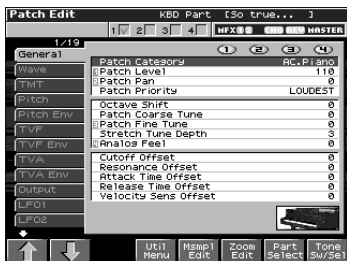 Patch Edit KBD Part [So true... ]
1 2 3 4 MFX 1 2 3 CHO REV MASTER
1/19
General
Wave
TMT
Pitch
Pitch Env
TVF
TVF Env
TVA
TVA Env
Output
LFO1
LFO2
1 2 3 4
Patch Category AC.Piano
Patch Level 110
Patch Pan 0
Patch Priority LOUDEST
Octave Shift 0
Patch Coarse Tune 0
Patch Fine Tune 0
Stretch Tune Depth 3
Analog Feel 0
Cutoff Offset 0
Resonance Offset 0
Attack Time Offset 0
Release Time Offset 0
Velocity Sens Offset 0
Util Menu
Msmpl Edit
Zoom Edit
Part Select
Tone Sw/Sel